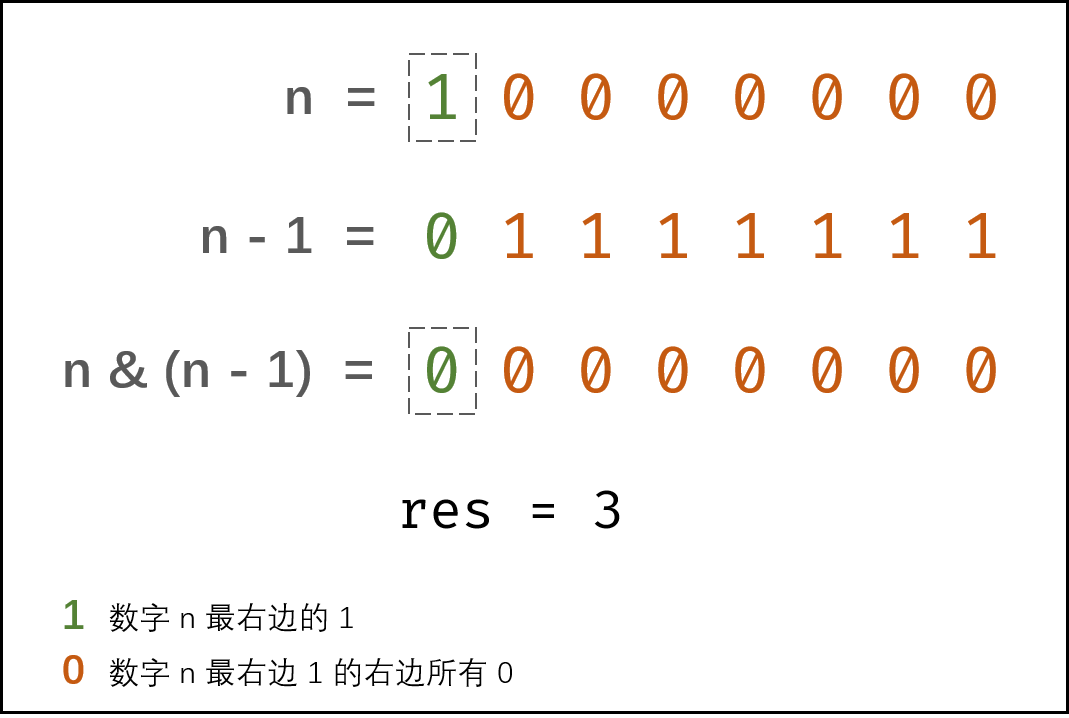 n = 1 0 0 0 0 0 0 0
n - 1 = 0 1 1 1 1 1 1 1
n & (n - 1) = 0 0 0 0 0 0 0 0
res = 3
1 数字 n 最右边的 1
0 数字 n 最右边 1 的右边所有 0